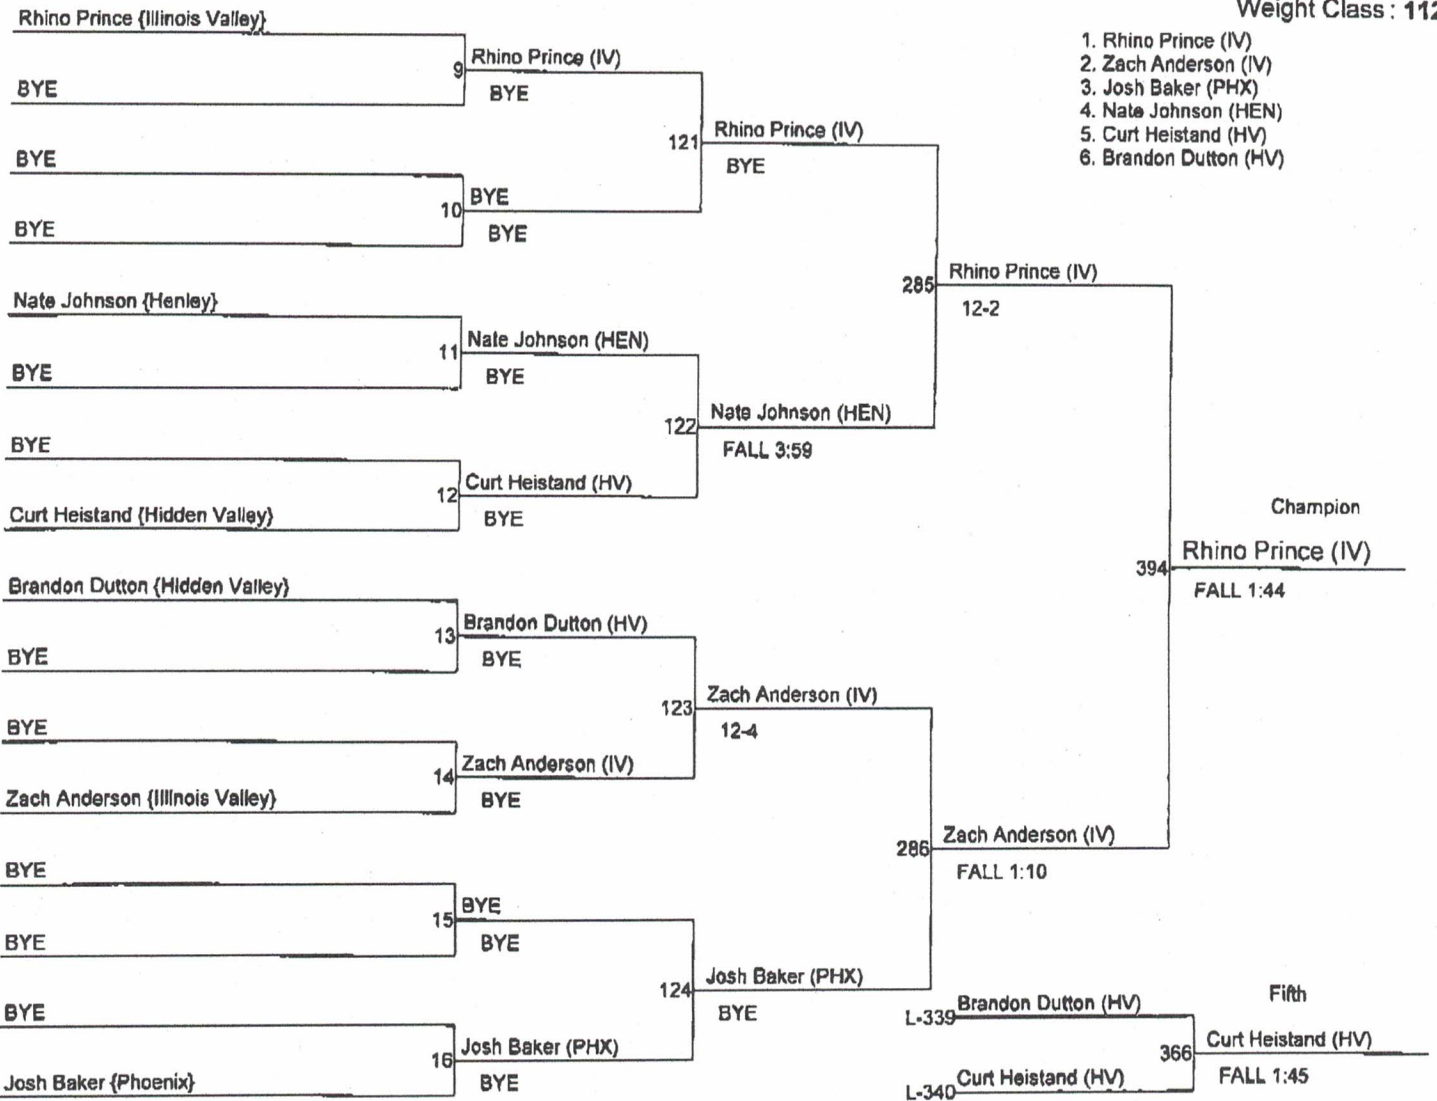 Weight Class : 112
1. Rhino Prince (IV)
2. Zach Anderson (IV)
3. Josh Baker (PHX)
4. Nate Johnson (HEN)
5. Curt Heistand (HV)
6. Brandon Dutton (HV)
Rhino Prince {Illinois Valley}
9 Rhino Prince (IV)
BYE
BYE
121 Rhino Prince (IV)
BYE
BYE
10 BYE
BYE
BYE
285 Rhino Prince (IV)
12-2
Nate Johnson {Henley}
11 Nate Johnson (HEN)
BYE
BYE
122 Nate Johnson (HEN)
FALL 3:59
BYE
12 Curt Heistand (HV)
BYE
Curt Heistand {Hidden Valley}
Champion
394 Rhino Prince (IV)
FALL 1:44
Brandon Dutton {Hidden Valley}
13 Brandon Dutton (HV)
BYE
BYE
123 Zach Anderson (IV)
12-4
BYE
14 Zach Anderson (IV)
BYE
Zach Anderson {Illinois Valley}
286 Zach Anderson (IV)
FALL 1:10
BYE
15 BYE
BYE
BYE
124 Josh Baker (PHX)
BYE
BYE
16 Josh Baker (PHX)
BYE
Josh Baker {Phoenix}
Fifth
L-339 Brandon Dutton (HV)
366 Curt Heistand (HV)
FALL 1:45
L-340 Curt Heistand (HV)